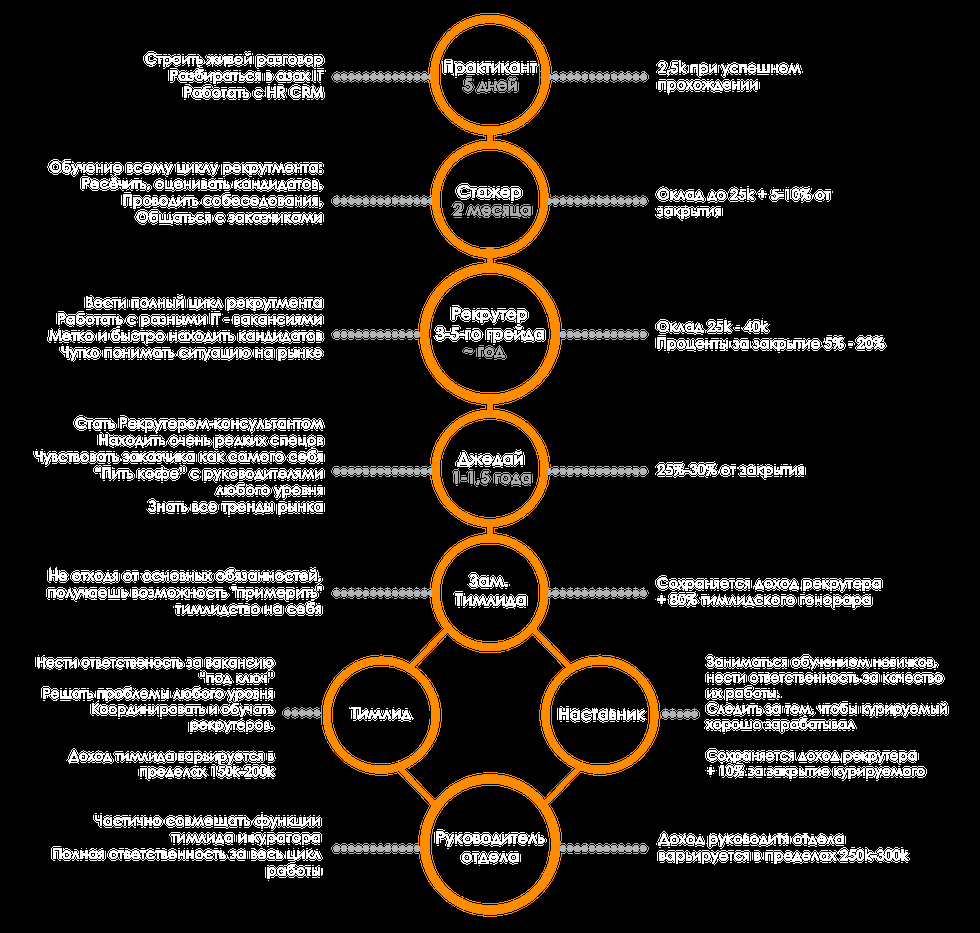 Строить живой разговор
Разбираться в азах IT
Работать с HR CRM
Практикант
5 дней
2,5k при успешном
прохождении
Обучение всему циклу рекрутмента:
Ресёчить, оценивать кандидатов,
Проводить собеседования,
Общаться с заказчиками
Стажер
2 месяца
Оклад до 25k + 5-10% от
закрытия
Вести полный цикл рекрутмента
Работать с разными IT - вакансиями
Метко и быстро находить кандидатов
Чутко понимать ситуацию на рынке
Рекрутер
3-5-го грейда
~ год
Оклад 25k - 40k
Проценты за закрытие 5% - 20%
Стать Рекрутером-консультантом
Находить очень редких спецов
Чувствовать заказчика как самого себя
"Пить кофе" с руководителями
любого уровня
Знать все тренды рынка
Джедай
1-1,5 года
25%-30% от закрытия
Не отходя от основных обязанностей,
получаешь возможность "примерить"
тимлидство на себя
Зам.
Тимлида
Сохраняется доход рекрутера
+ 80% тимлидского гонорара
Нести ответственость за вакансию
"под ключ"
Решать проблемы любого уровня
Координировать и обучать
рекрутеров.
Доход тимлида варьируется в
пределах 150k-200k
Тимлид
Наставник
Заниматься обучением новичков,
нести ответственность за качество
их работы.
Следить за тем, чтобы курируемый
хорошо зарабатывал
Сохраняется доход рекрутера
+ 10% за закрытие курируемого
Частично совмещать функции
тимлида и куратора
Полная ответственность за весь цикл
работы
Руководитель
отдела
Доход руководитя отдела
варьируется в пределах 250k-300k